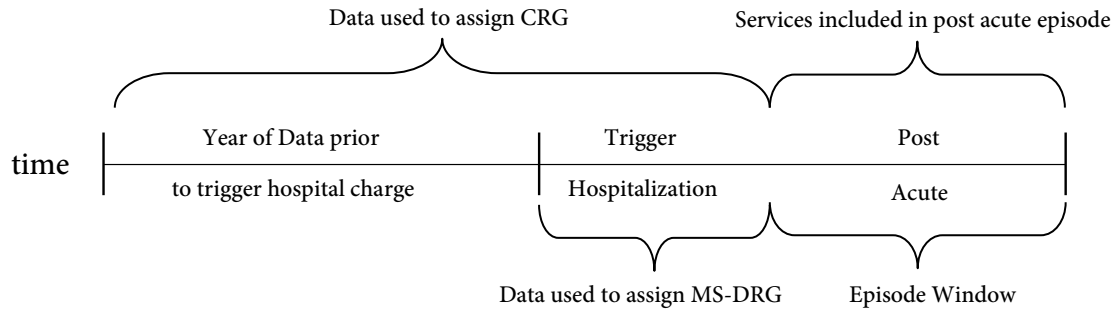 Data used to assign CRG
Services included in post acute episode
Year of Data prior
Trigger
Post
time
to trigger hospital charge
Hospitalization
Acute
Data used to assign MS-DRG
Episode Window